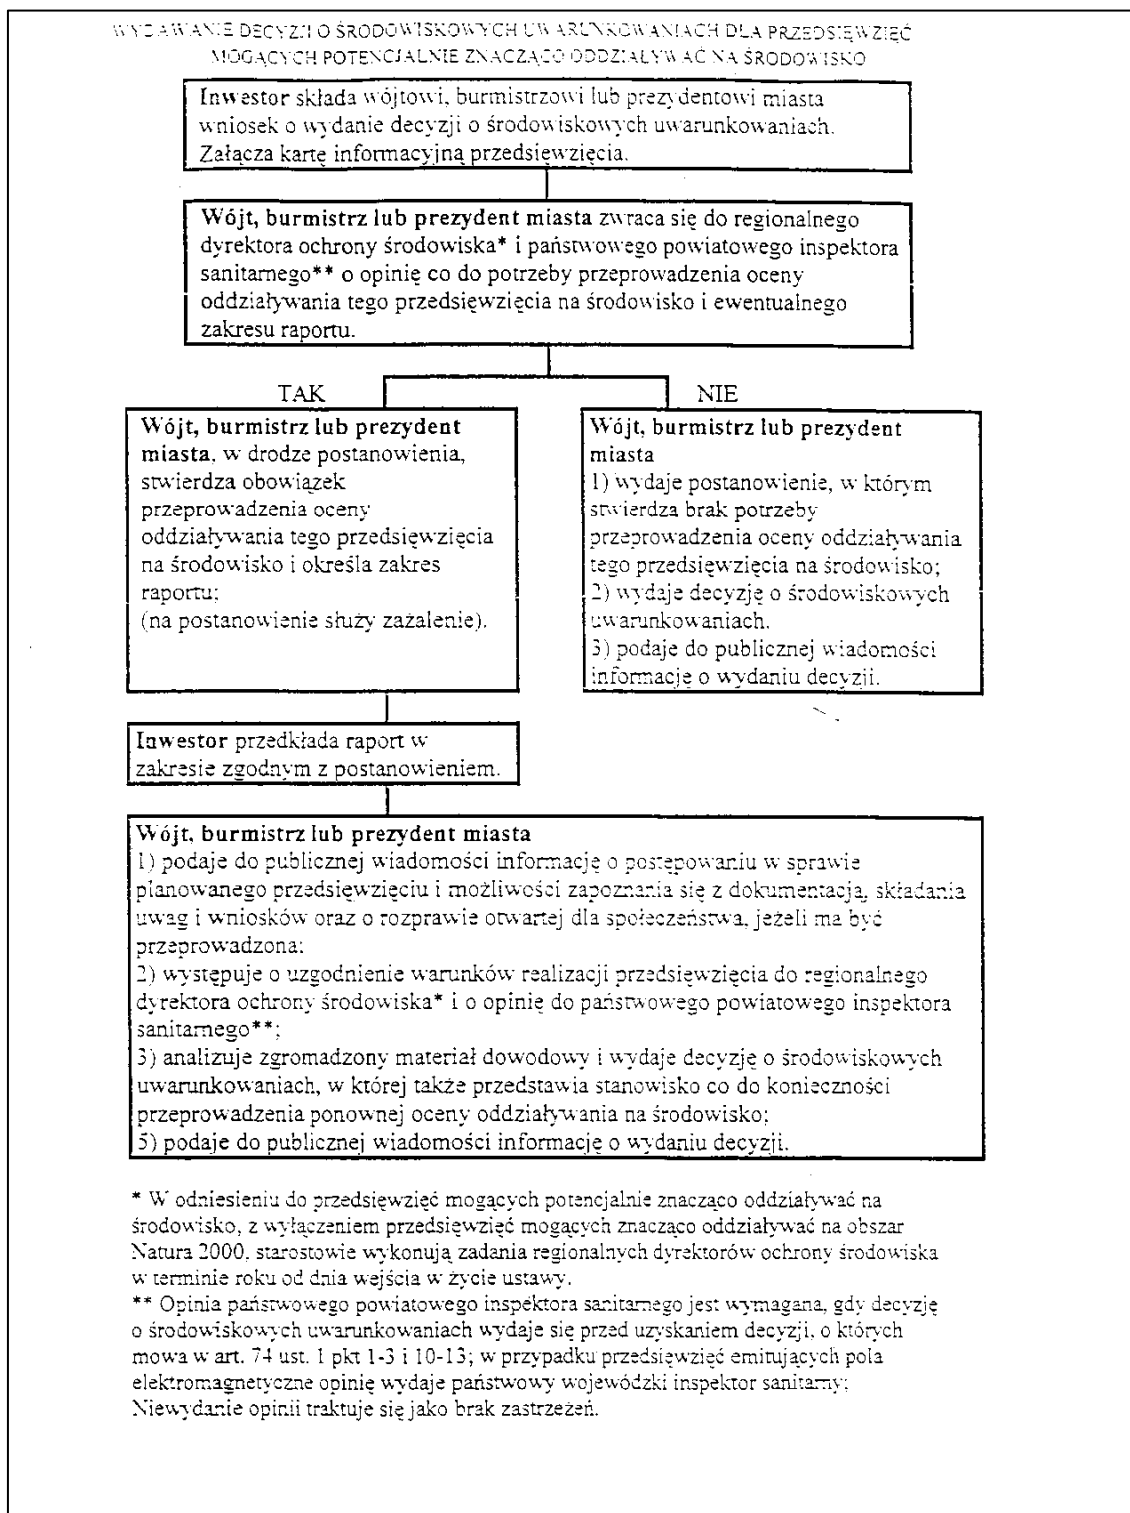 WYDAWANIE DECYZJI O ŚRODOWISKOWYCH UWARUNKOWANIACH DLA PRZEDSIĘWZIĘĆ
MOGĄCYCH POTENCJALNIE ZNACZĄCO ODDZIAŁYWAĆ NA ŚRODOWISKO
Inwestor składa wójtowi, burmistrzowi lub prezydentowi miasta
wniosek o wydanie decyzji o środowiskowych uwarunkowaniach.
Załącza kartę informacyjną przedsięwzięcia.
Wójt, burmistrz lub prezydent miasta zwraca się do regionalnego
dyrektora ochrony środowiska* i państwowego powiatowego inspektora
sanitarnego** o opinię co do potrzeby przeprowadzenia oceny
oddziaływania tego przedsięwzięcia na środowisko i ewentualnego
zakresu raportu.
TAK
Wójt, burmistrz lub prezydent
miasta, w drodze postanowienia,
stwierdza obowiązek
przeprowadzenia oceny
oddziaływania tego przedsięwzięcia
na środowisko i określa zakres
raportu;
(na postanowienie służy zażalenie).
NIE
Wójt, burmistrz lub prezydent
miasta
1) wydaje postanowienie, w którym
stwierdza brak potrzeby
przeprowadzenia oceny oddziaływania
tego przedsięwzięcia na środowisko;
2) wydaje decyzję o środowiskowych
uwarunkowaniach.
3) podaje do publicznej wiadomości
informację o wydaniu decyzji.
Inwestor przedkłada raport w
zakresie zgodnym z postanowieniem.
Wójt, burmistrz lub prezydent miasta
1) podaje do publicznej wiadomości informację o postępowaniu w sprawie
planowanego przedsięwzięciu i możliwości zapoznania się z dokumentacją, składania
uwag i wniosków oraz o rozprawie otwartej dla społeczeństwa, jeżeli ma być
przeprowadzona;
2) występuje o uzgodnienie warunków realizacji przedsięwzięcia do regionalnego
dyrektora ochrony środowiska* i o opinię do państwowego powiatowego inspektora
sanitarnego**;
3) analizuje zgromadzony materiał dowodowy i wydaje decyzję o środowiskowych
uwarunkowaniach, w której także przedstawia stanowisko co do konieczności
przeprowadzenia ponownej oceny oddziaływania na środowisko;
5) podaje do publicznej wiadomości informację o wydaniu decyzji.
* W odniesieniu do przedsięwzięć mogących potencjalnie znacząco oddziaływać na
środowisko, z wyłączeniem przedsięwzięć mogących znacząco oddziaływać na obszar
Natura 2000, starostowie wykonują zadania regionalnych dyrektorów ochrony środowiska
w terminie roku od dnia wejścia w życie ustawy.
** Opinia państwowego powiatowego inspektora sanitarnego jest wymagana, gdy decyzję
o środowiskowych uwarunkowaniach wydaje się przed uzyskaniem decyzji, o których
mowa w art. 74 ust. 1 pkt 1-3 i 10-13; w przypadku przedsięwzięć emitujących pola
elektromagnetyczne opinię wydaje państwowy wojewódzki inspektor sanitarny;
Niewydanie opinii traktuje się jako brak zastrzeżeń.